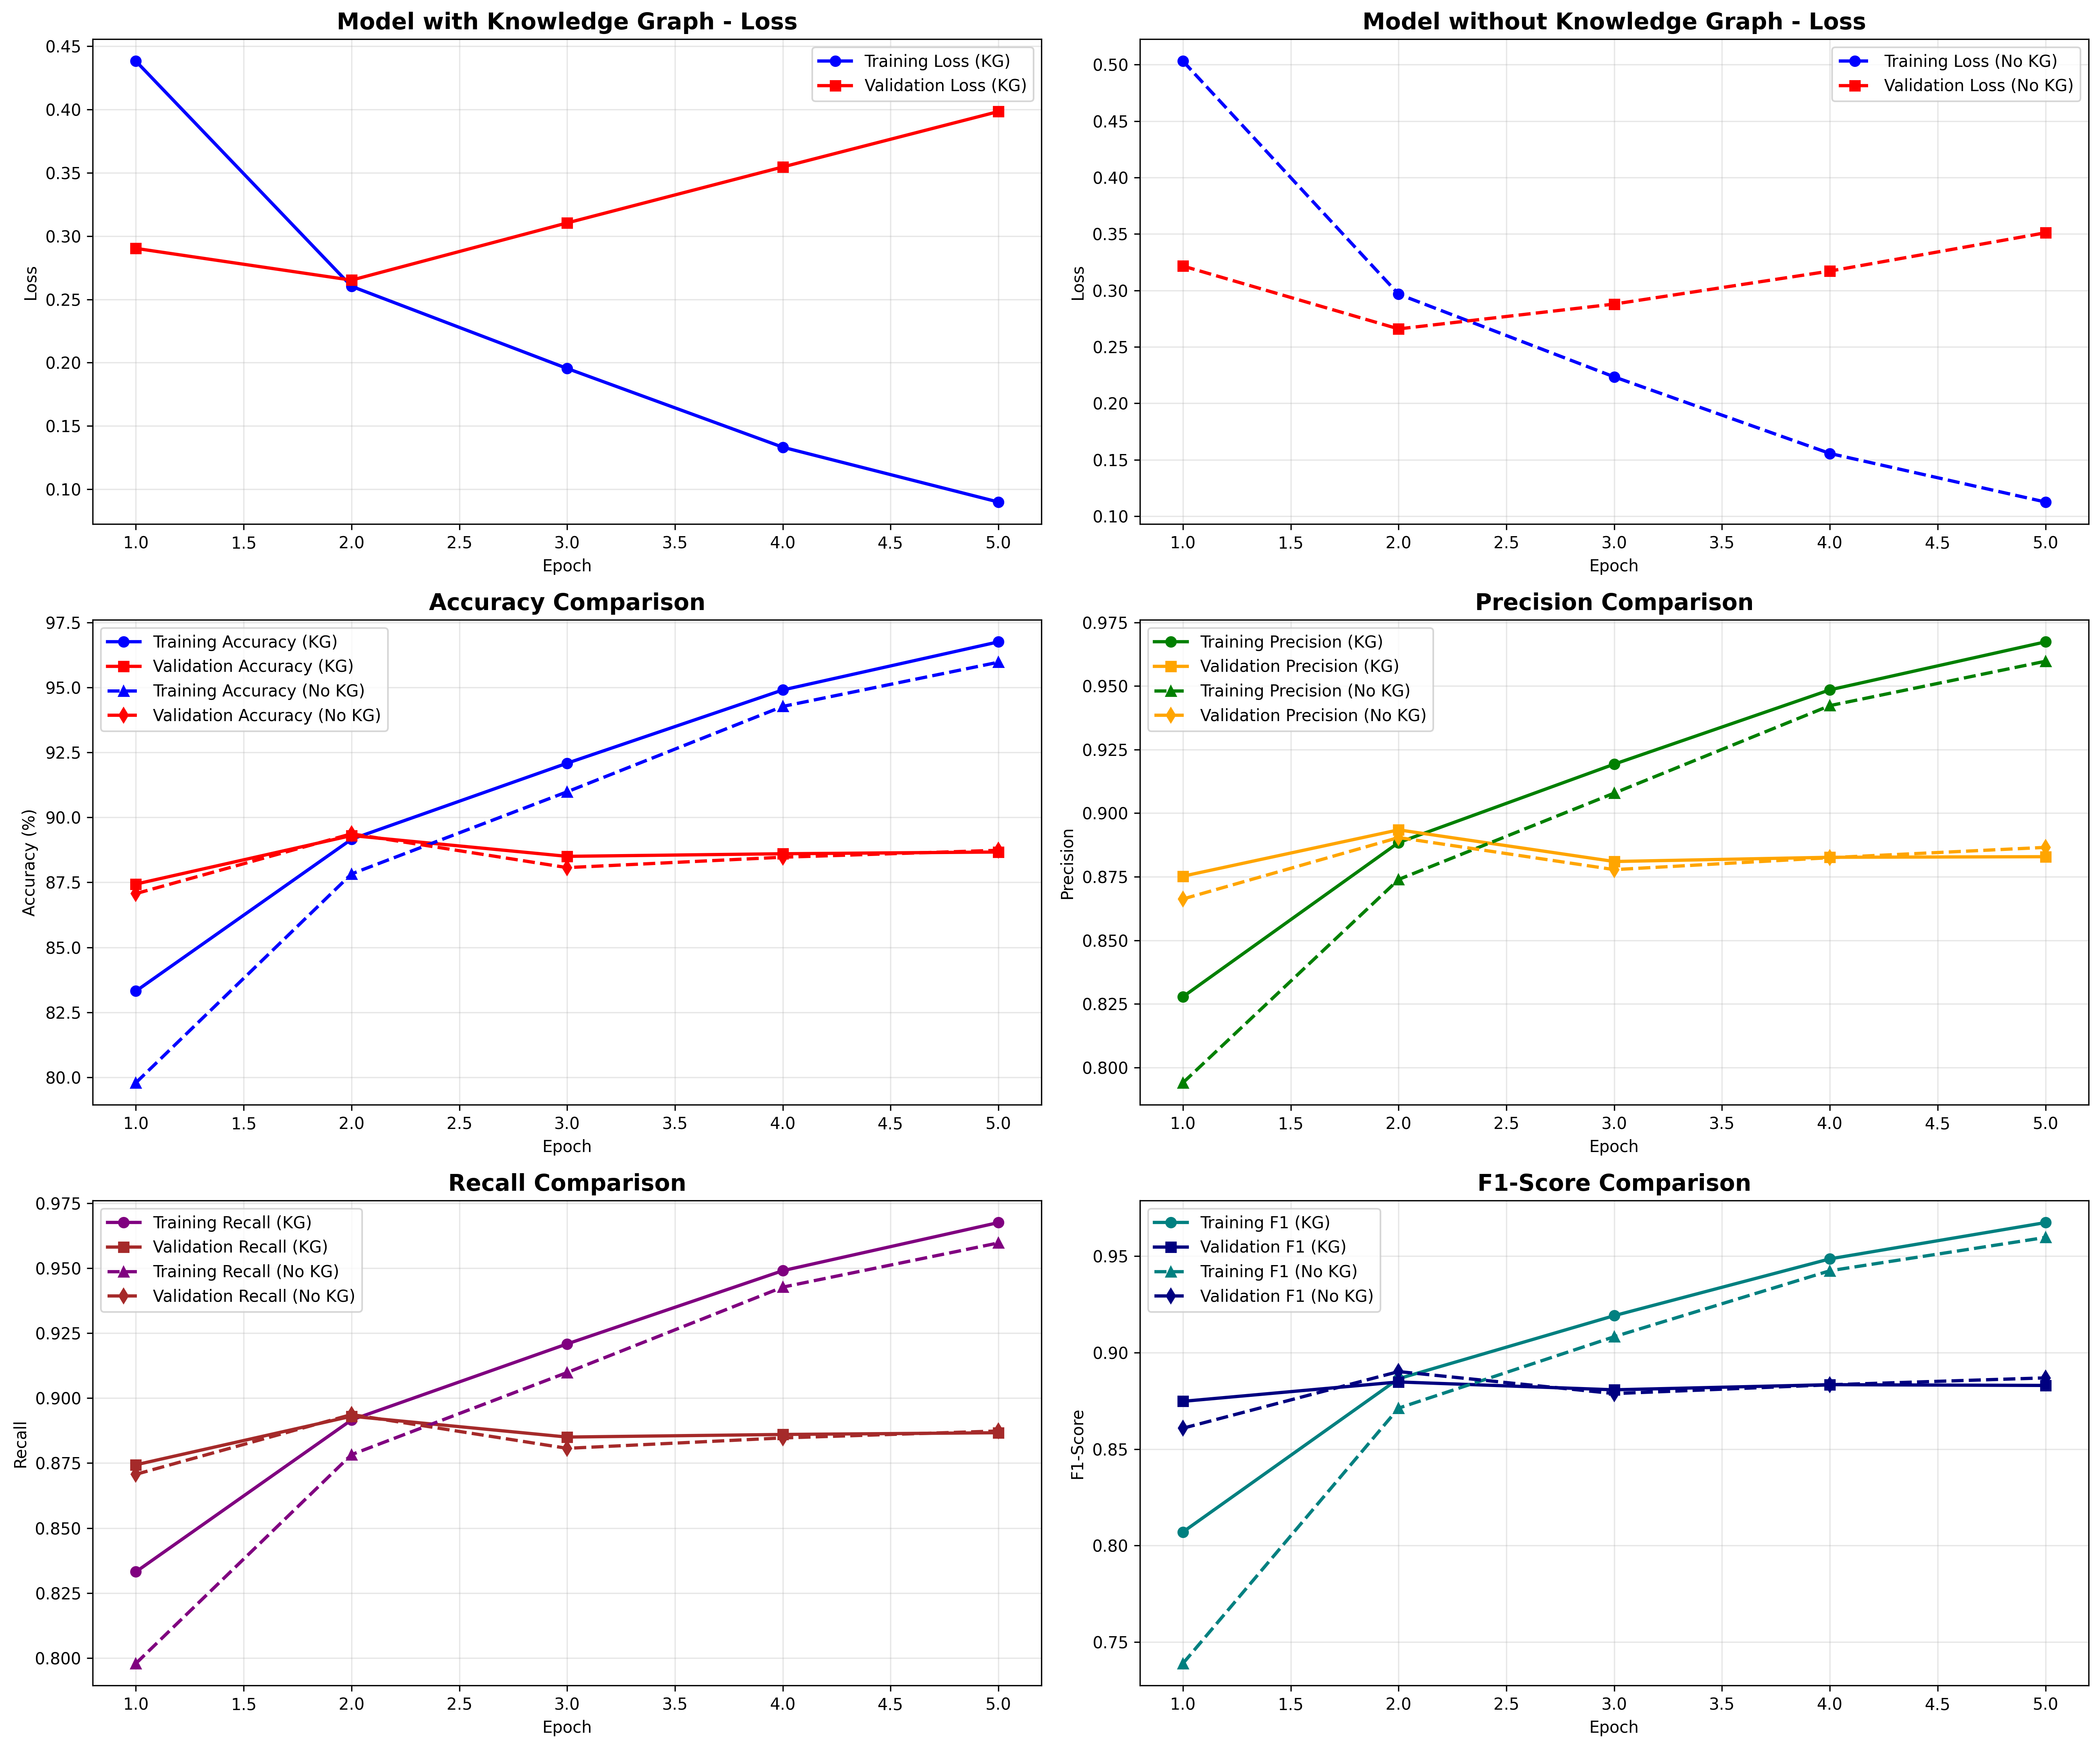 Model with Knowledge Graph - Loss
Training Loss (KG)
Validation Loss (KG)
0.45
0.40
0.35
0.30
0.25
0.20
0.15
0.10
Loss
1.0 1.5 2.0 2.5 3.0 3.5 4.0 4.5 5.0
Epoch
Model without Knowledge Graph - Loss
Training Loss (No KG)
Validation Loss (No KG)
0.50
0.45
0.40
0.35
0.30
0.25
0.20
0.15
0.10
Loss
1.0 1.5 2.0 2.5 3.0 3.5 4.0 4.5 5.0
Epoch
Accuracy Comparison
Training Accuracy (KG)
Validation Accuracy (KG)
Training Accuracy (No KG)
Validation Accuracy (No KG)
97.5
95.0
92.5
90.0
87.5
85.0
82.5
80.0
Accuracy (%)
1.0 1.5 2.0 2.5 3.0 3.5 4.0 4.5 5.0
Epoch
Precision Comparison
Training Precision (KG)
Validation Precision (KG)
Training Precision (No KG)
Validation Precision (No KG)
0.975
0.950
0.925
0.900
0.875
0.850
0.825
0.800
Precision
1.0 1.5 2.0 2.5 3.0 3.5 4.0 4.5 5.0
Epoch
Recall Comparison
Training Recall (KG)
Validation Recall (KG)
Training Recall (No KG)
Validation Recall (No KG)
0.975
0.950
0.925
0.900
0.875
0.850
0.825
0.800
Recall
1.0 1.5 2.0 2.5 3.0 3.5 4.0 4.5 5.0
Epoch
F1-Score Comparison
Training F1 (KG)
Validation F1 (KG)
Training F1 (No KG)
Validation F1 (No KG)
0.95
0.90
0.85
0.80
0.75
F1-Score
1.0 1.5 2.0 2.5 3.0 3.5 4.0 4.5 5.0
Epoch